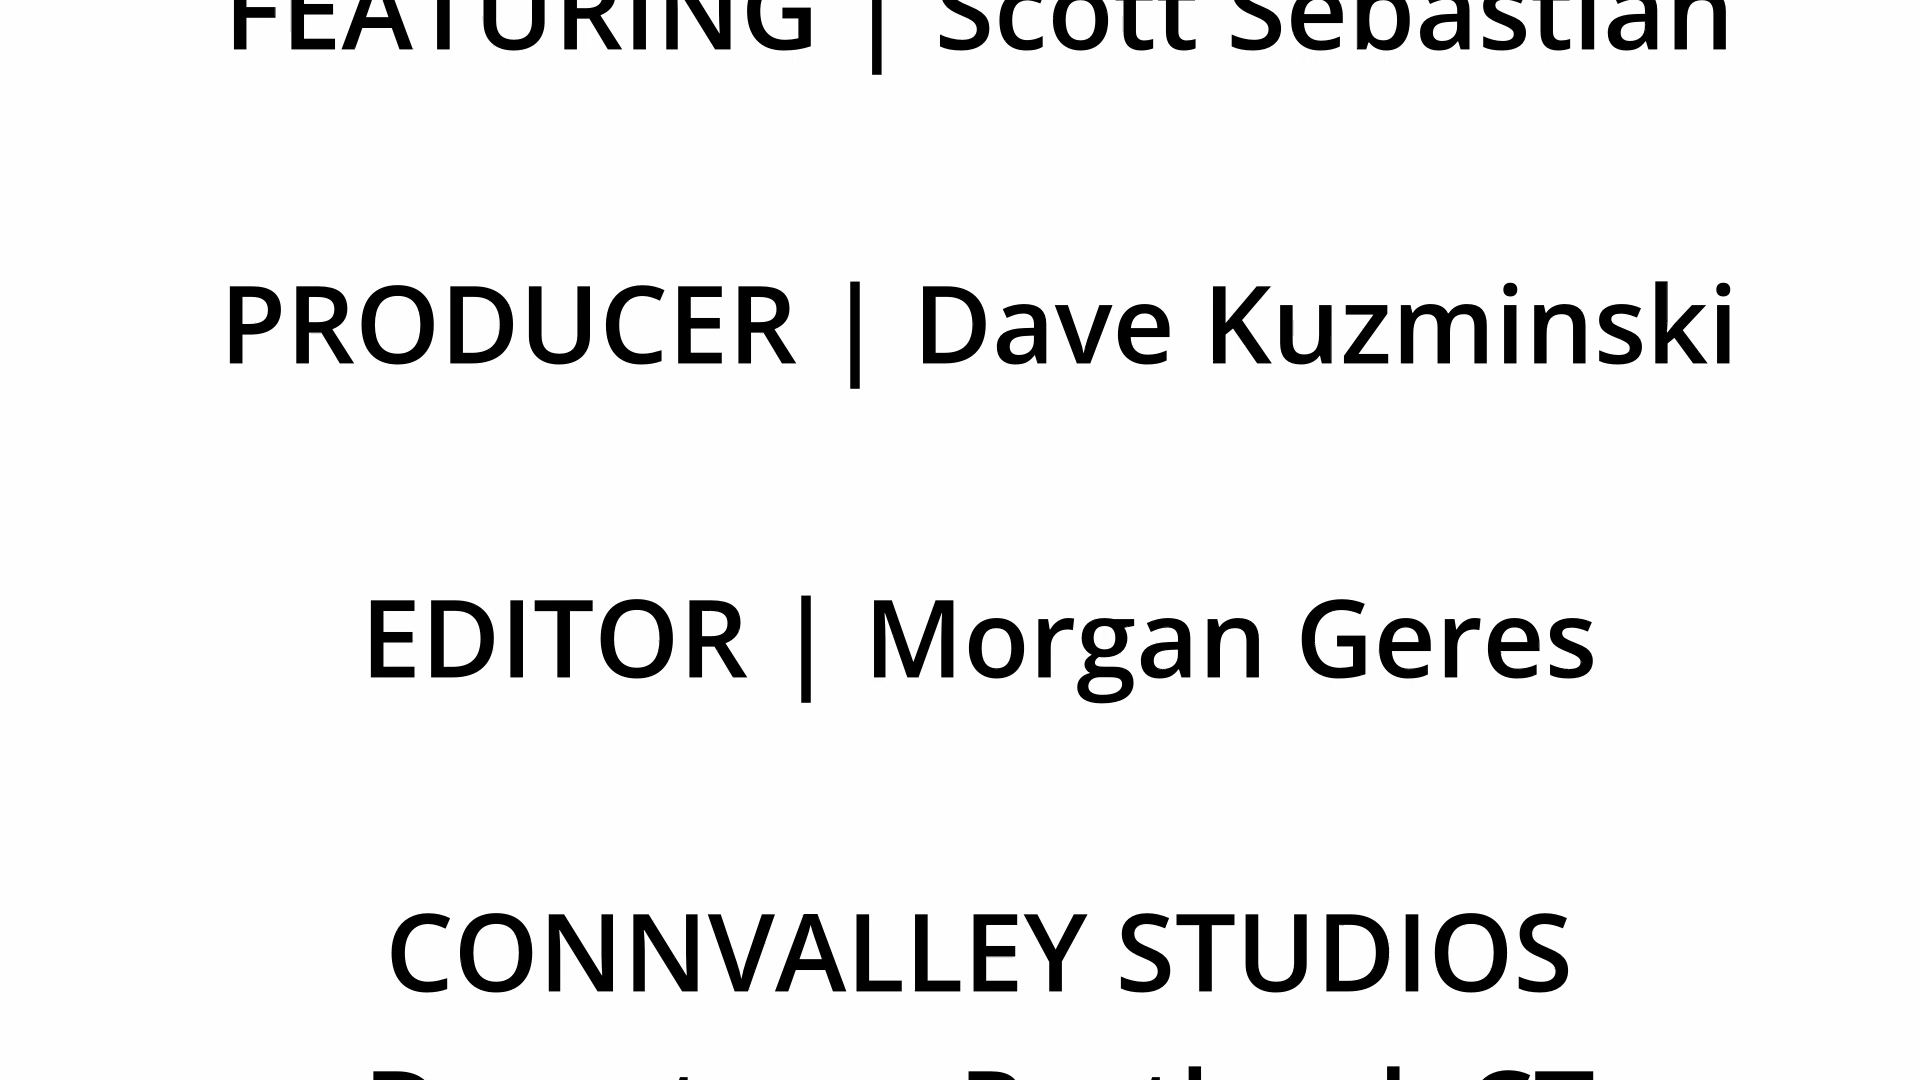 FEATURING | Scott Sebastian
PRODUCER | Dave Kuzminski
EDITOR | Morgan Geres
CONNVALLEY STUDIOS